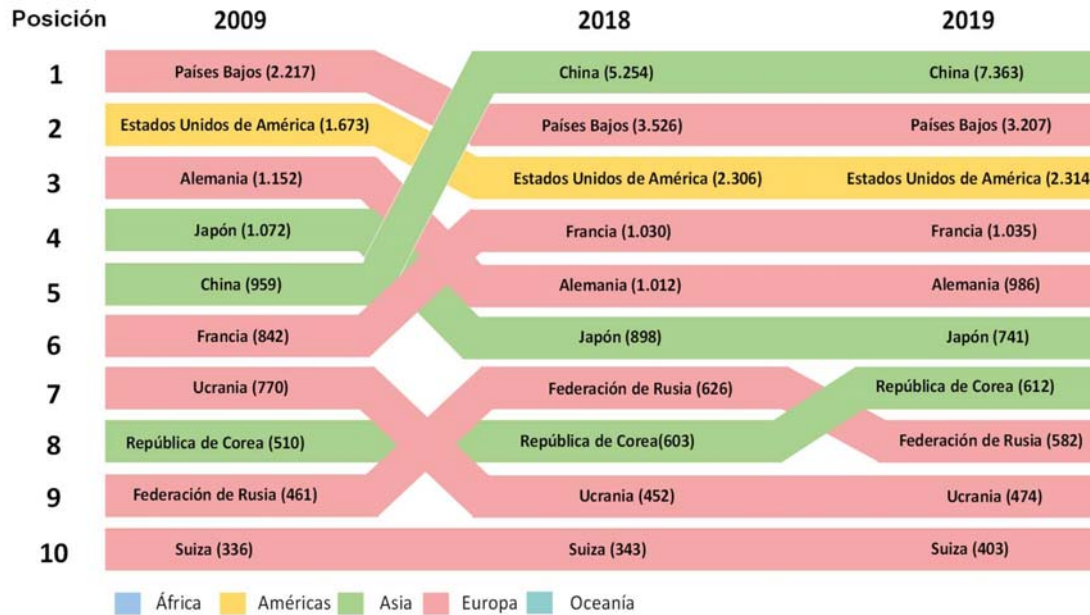 Posición 2009 2018 2019
1 Países Bajos (2.217) China (5.254) China (7.363)
2 Estados Unidos de América (1.673) Países Bajos (3.526) Países Bajos (3.207)
3 Alemania (1.152) Estados Unidos de América (2.306) Estados Unidos de América (2.314)
4 Japón (1.072) Francia (1.030) Francia (1.035)
5 China (959) Alemania (1.012) Alemania (986)
6 Francia (842) Japón (898) Japón (741)
7 Ucrania (770) Federación de Rusia (626) República de Corea (612)
8 República de Corea (510) República de Corea(603) Federación de Rusia (582)
9 Federación de Rusia (461) Ucrania (452) Ucrania (474)
10 Suiza (336) Suiza (343) Suiza (403)
África Américas Asia Europa Oceanía